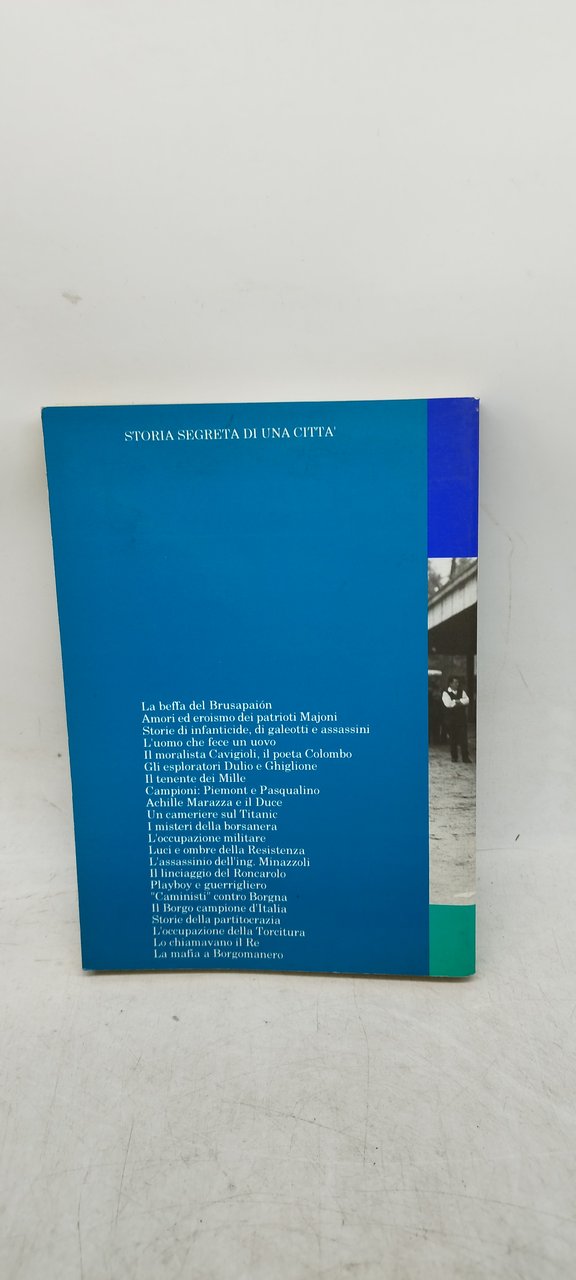 STORIA SEGRETA DI UNA CITTA'
La beffa del Brusapaión
Amori ed eroismo dei patrioti Majoni
Storie di infanticide, di galeotti e assassini
L'uomo che fece un uovo
Il moralista Cavigioli, il poeta Colombo
Gli esploratori Dulio e Ghiglione
Il tenente dei Mille
Campioni: Piemont e Pasqualino
Achille Marazza e il Duce
Un cameriere sul Titanic
I misteri della borsanera
L'occupazione militare
Luci e ombre della Resistenza
L'assassinio dell'ing. Minazzoli
Il linciaggio del Roncarolo
Playboy e guerrigliero
"Caministi" contro Borgna
Il Borgo campione d'Italia
Storie della partitocrazia
L'occupazione della Torcitura
Lo chiamavano il Re
La mafia a Borgomanero